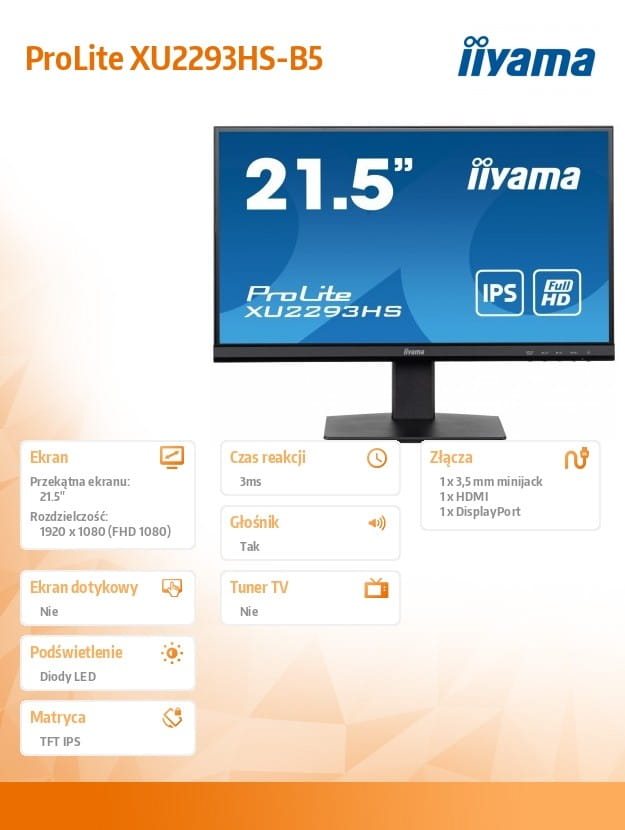 ProLite XU2293HS-B5
iiyama
21.5”
iiyama
ProLite
XU2293HS
IPS
Full
HD
iiyama
Ekran
Przekątna ekranu:
21.5"
Rozdzielczość:
1920 x 1080 (FHD 1080)
Czas reakcji
3ms
Złącza
1 x 3,5 mm minijack
1 x HDMI
1 x DisplayPort
Głośnik
Tak
Ekran dotykowy
Nie
Tuner TV
Nie
Podświetlenie
Diody LED
Matryca
TFT IPS